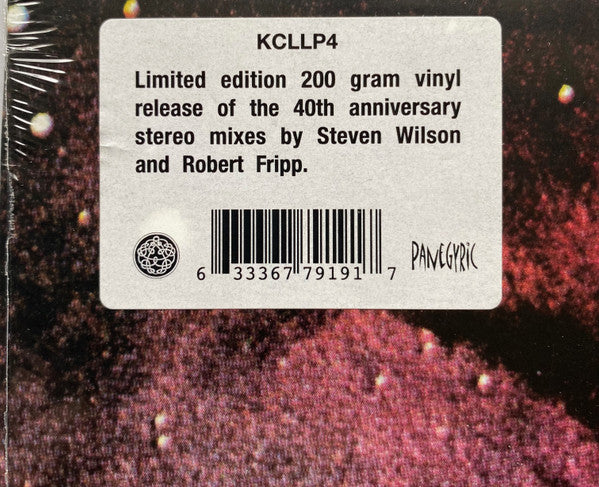 KCLLP4
Limited edition 200 gram vinyl
release of the 40th anniversary
stereo mixes by Steven Wilson
and Robert Fripp.
6 33367 79191 7
PANEGYRIC